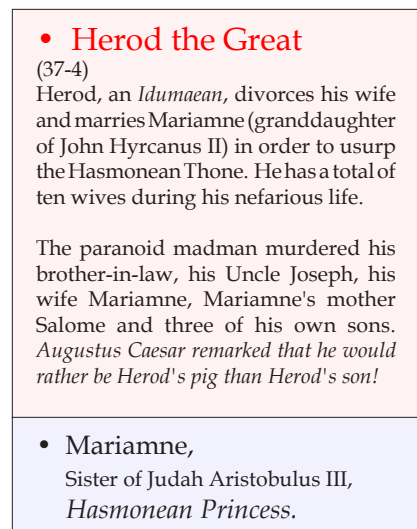 • Herod the Great
(37-4)
Herod, an Idumaean, divorces his wife
and marries Mariamne (granddaughter
of John Hyrcanus II) in order to usurp
the Hasmonean Thone. He has a total of
ten wives during his nefarious life.
The paranoid madman murdered his
brother-in-law, his Uncle Joseph, his
wife Mariamne, Mariamne's mother
Salome and three of his own sons.
Augustus Caesar remarked that he would
rather be Herod's pig than Herod's son!
• Mariamne,
Sister of Judah Aristobulus III,
Hasmonean Princess.